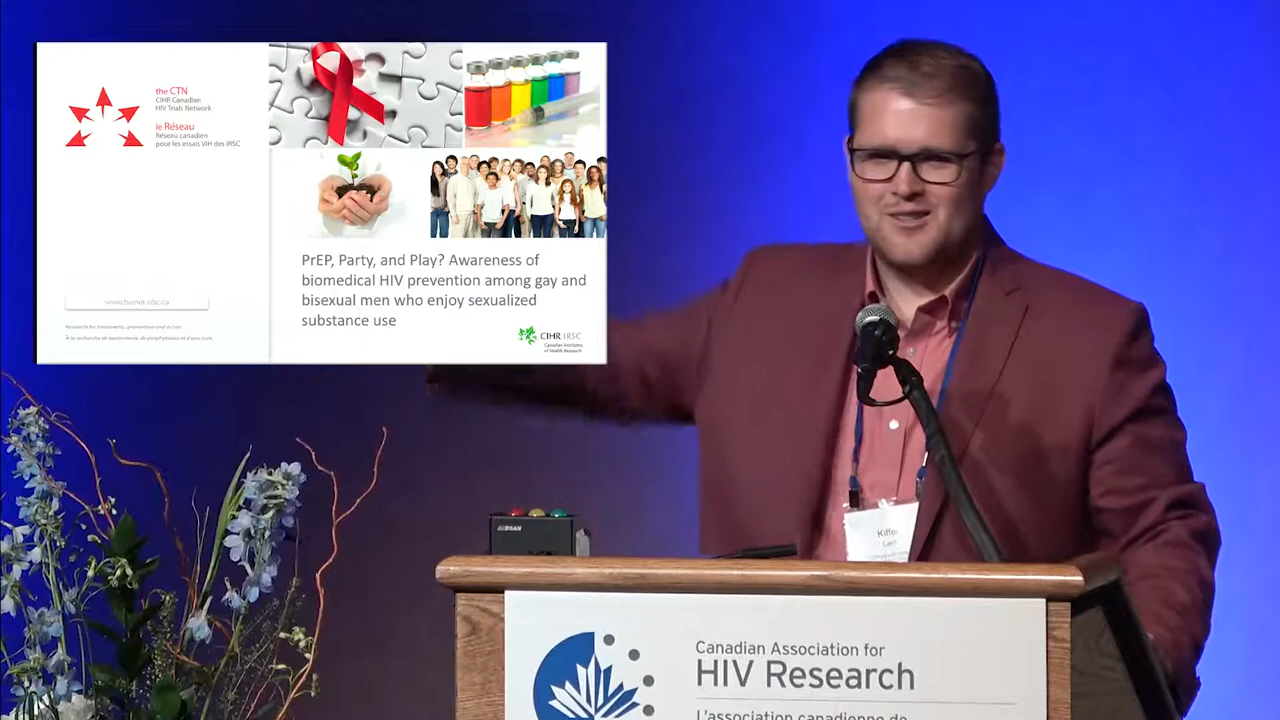 the CTN
CIHR Canadian
HIV Trials Network
le Réseau
Réseau canadien
pour les essais VIH des IRSC
PrEP, Party, and Play? Awareness of
biomedical HIV prevention among gay and
bisexual men who enjoy sexualized
substance use
CIHR IRSC
Canadian Institutes
of Health Research
DSAN
Kiffer
Canadian Association for
HIV Research
L'association canadienne de